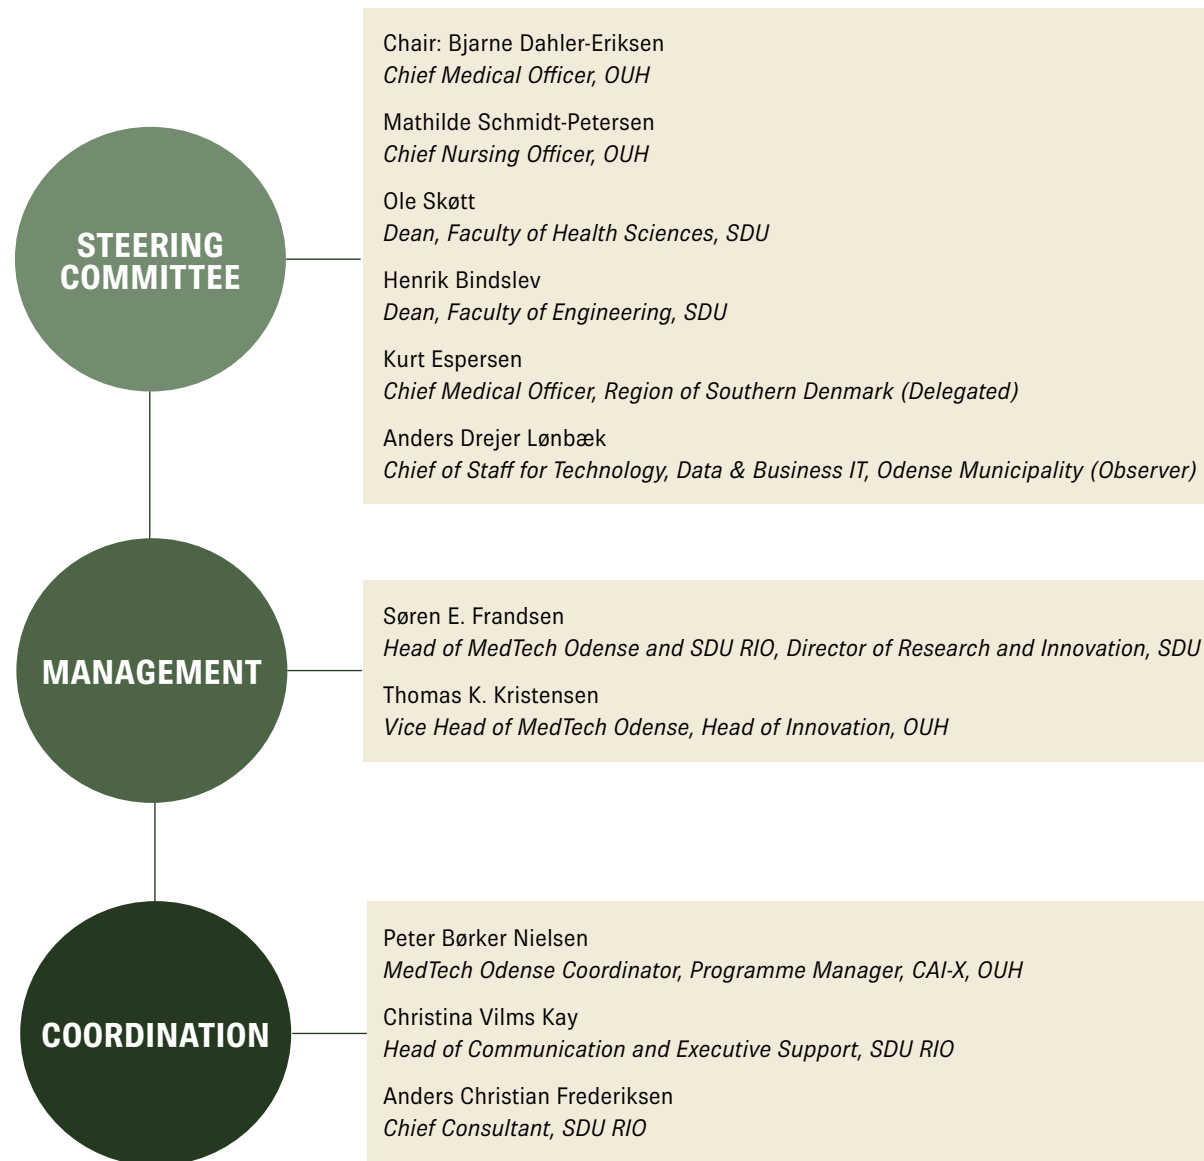 STEERING
COMMITTEE
Chair: Bjarne Dahler-Eriksen
Chief Medical Officer, OUH
Mathilde Schmidt-Petersen
Chief Nursing Officer, OUH
Ole Skøtt
Dean, Faculty of Health Sciences, SDU
Henrik Bindslev
Dean, Faculty of Engineering, SDU
Kurt Espersen
Chief Medical Officer, Region of Southern Denmark (Delegated)
Anders Drejer Lønbæk
Chief of Staff for Technology, Data & Business IT, Odense Municipality (Observer)
MANAGEMENT
Søren E. Frandsen
Head of MedTech Odense and SDU RIO, Director of Research and Innovation, SDU
Thomas K. Kristensen
Vice Head of MedTech Odense, Head of Innovation, OUH
COORDINATION
Peter Børker Nielsen
MedTech Odense Coordinator, Programme Manager, CAI-X, OUH
Christina Vilms Kay
Head of Communication and Executive Support, SDU RIO
Anders Christian Frederiksen
Chief Consultant, SDU RIO